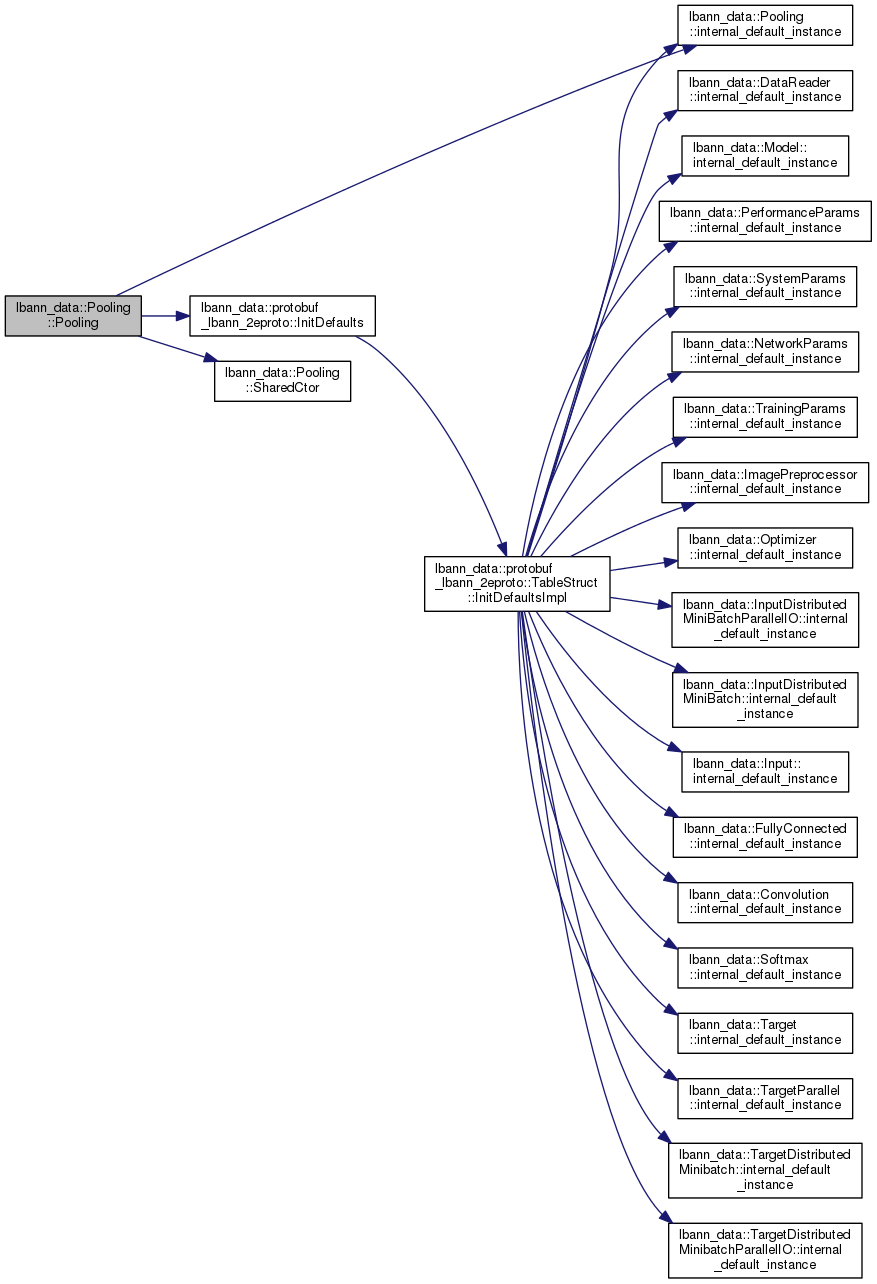 lbann_data::Pooling
::Pooling
lbann_data::protobuf
_lbann_2eproto::InitDefaults
lbann_data::Pooling
::SharedCtor
lbann_data::protobuf
_lbann_2eproto::TableStruct
::InitDefaultsImpl
lbann_data::Pooling
::internal_default_instance
lbann_data::DataReader
::internal_default_instance
lbann_data::Model::
internal_default_instance
lbann_data::PerformanceParams
::internal_default_instance
lbann_data::SystemParams
::internal_default_instance
lbann_data::NetworkParams
::internal_default_instance
lbann_data::TrainingParams
::internal_default_instance
lbann_data::ImagePreprocessor
::internal_default_instance
lbann_data::Optimizer
::internal_default_instance
lbann_data::InputDistributed
MiniBatchParallelIO::internal
_default_instance
lbann_data::InputDistributed
MiniBatch::internal_default
_instance
lbann_data::Input::
internal_default_instance
lbann_data::FullyConnected
::internal_default_instance
lbann_data::Convolution
::internal_default_instance
lbann_data::Softmax
::internal_default_instance
lbann_data::Target
::internal_default_instance
lbann_data::TargetParallel
::internal_default_instance
lbann_data::TargetDistributed
Minibatch::internal_default
_instance
lbann_data::TargetDistributed
MinibatchParallelIO::internal
_default_instance